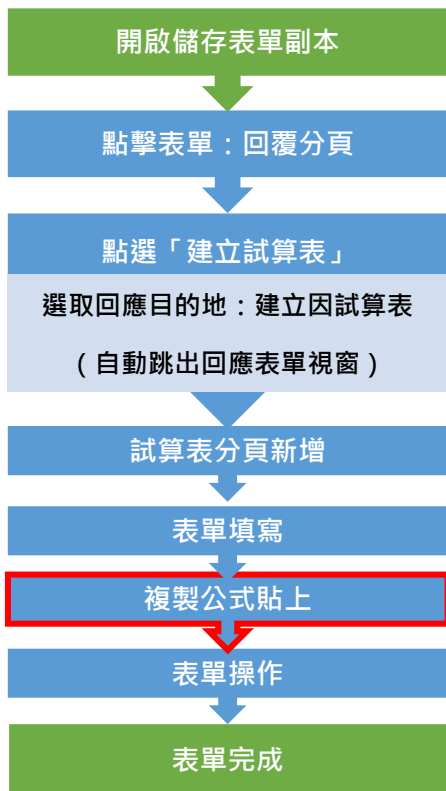 開啟儲存表單副本
點擊表單：回覆分頁
點選「建立試算表」
選取回應目的地：建立因試算表
（自動跳出回應表單視窗）
試算表分頁新增
表單填寫
複製公式貼上
表單操作
表單完成